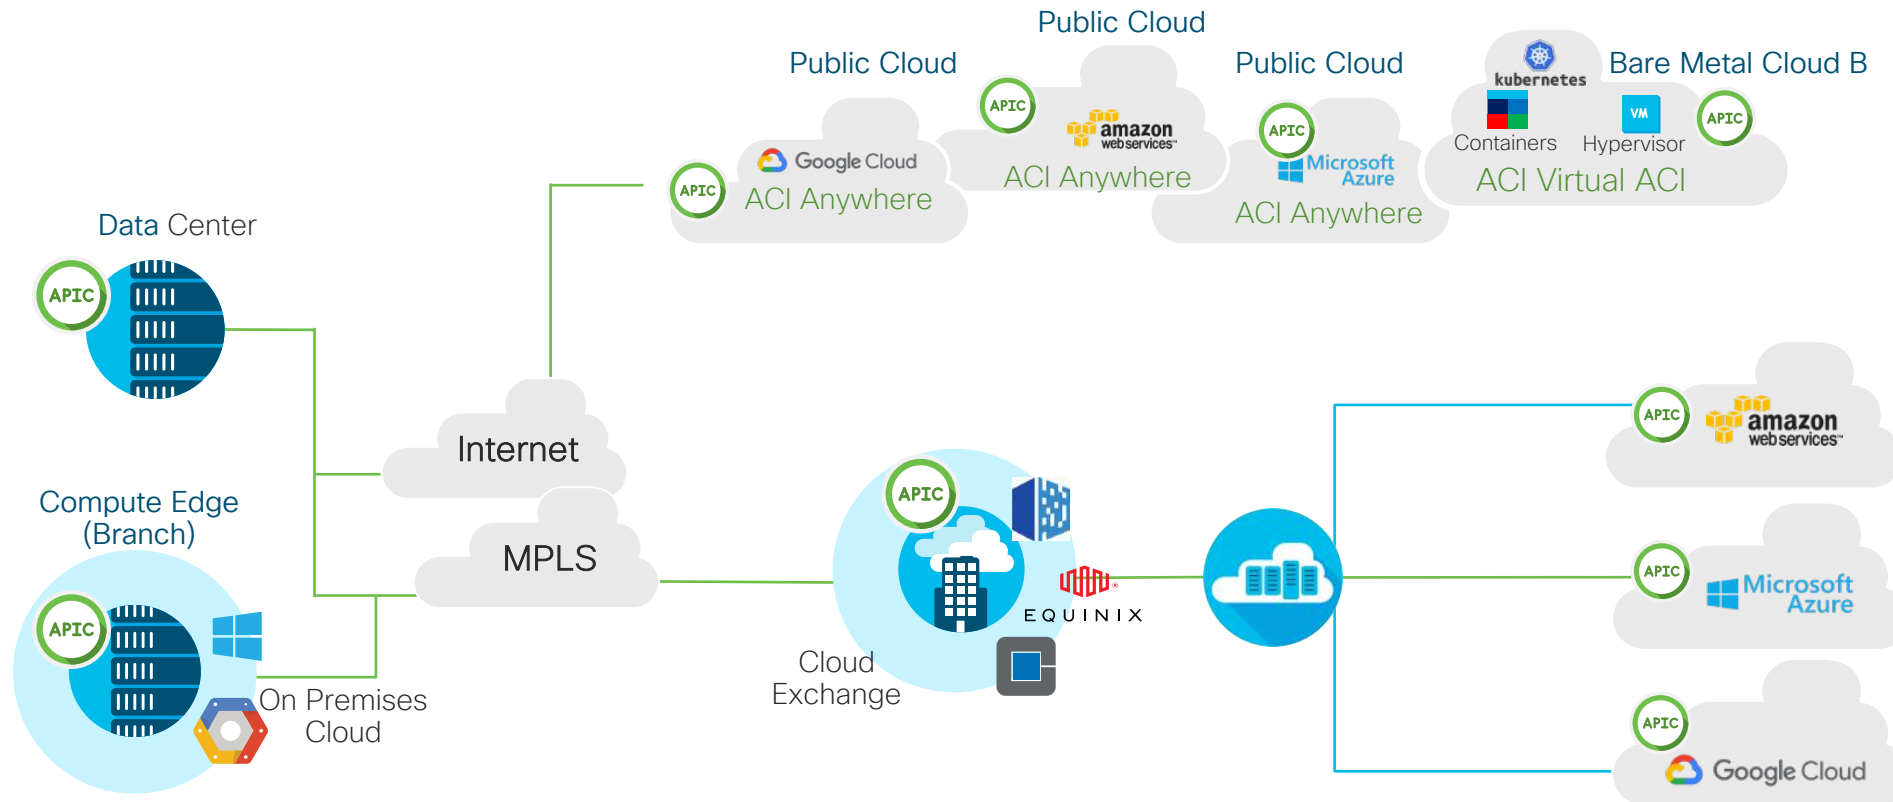 Public Cloud
Public Cloud
Public Cloud
Bare Metal Cloud B
kubernetes
APIC
amazon
webservices™
ACI Anywhere
APIC
Google Cloud
ACI Anywhere
APIC
Microsoft
Azure
ACI Anywhere
Containers
VM
Hypervisor
APIC
ACI Virtual ACI
Data Center
APIC
Internet
MPLS
Compute Edge
(Branch)
APIC
On Premises
Cloud
APIC
EQUINIX
Cloud
Exchange
APIC
amazon
webservices™
APIC
Microsoft
Azure
APIC
Google Cloud